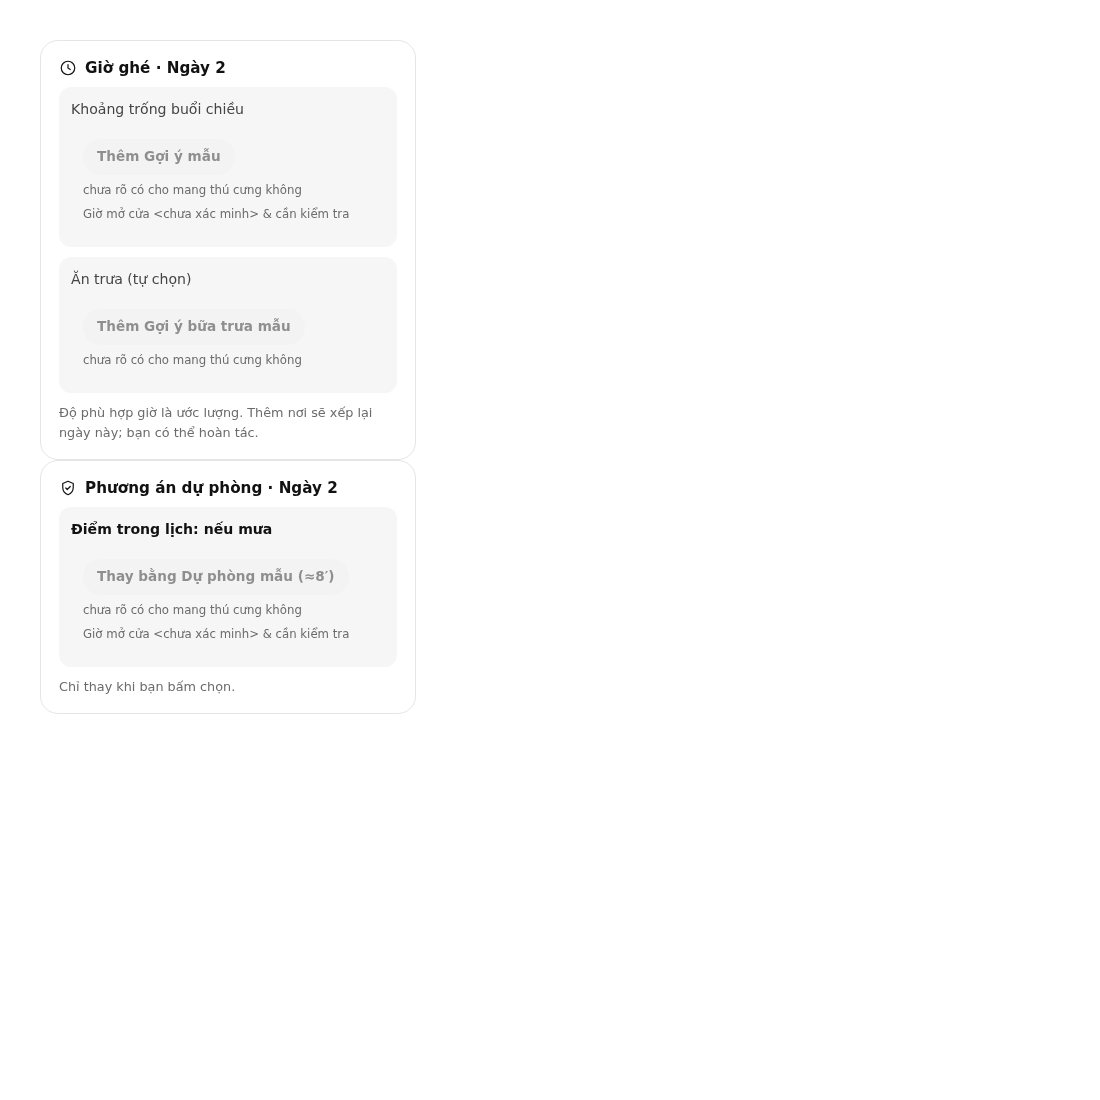 Giờ ghé · Ngày 2
Khoảng trống buổi chiều
Thêm Gợi ý mẫu
chưa rõ có cho mang thú cưng không
Giờ mở cửa <chưa xác minh> & cần kiểm tra
Ăn trưa (tự chọn)
Thêm Gợi ý bữa trưa mẫu
chưa rõ có cho mang thú cưng không
Độ phù hợp giờ là ước lượng. Thêm nơi sẽ xếp lại
ngày này; bạn có thể hoàn tác.
Phương án dự phòng · Ngày 2
Điểm trong lịch: nếu mưa
Thay bằng Dự phòng mẫu (≈8′)
chưa rõ có cho mang thú cưng không
Giờ mở cửa <chưa xác minh> & cần kiểm tra
Chỉ thay khi bạn bấm chọn.